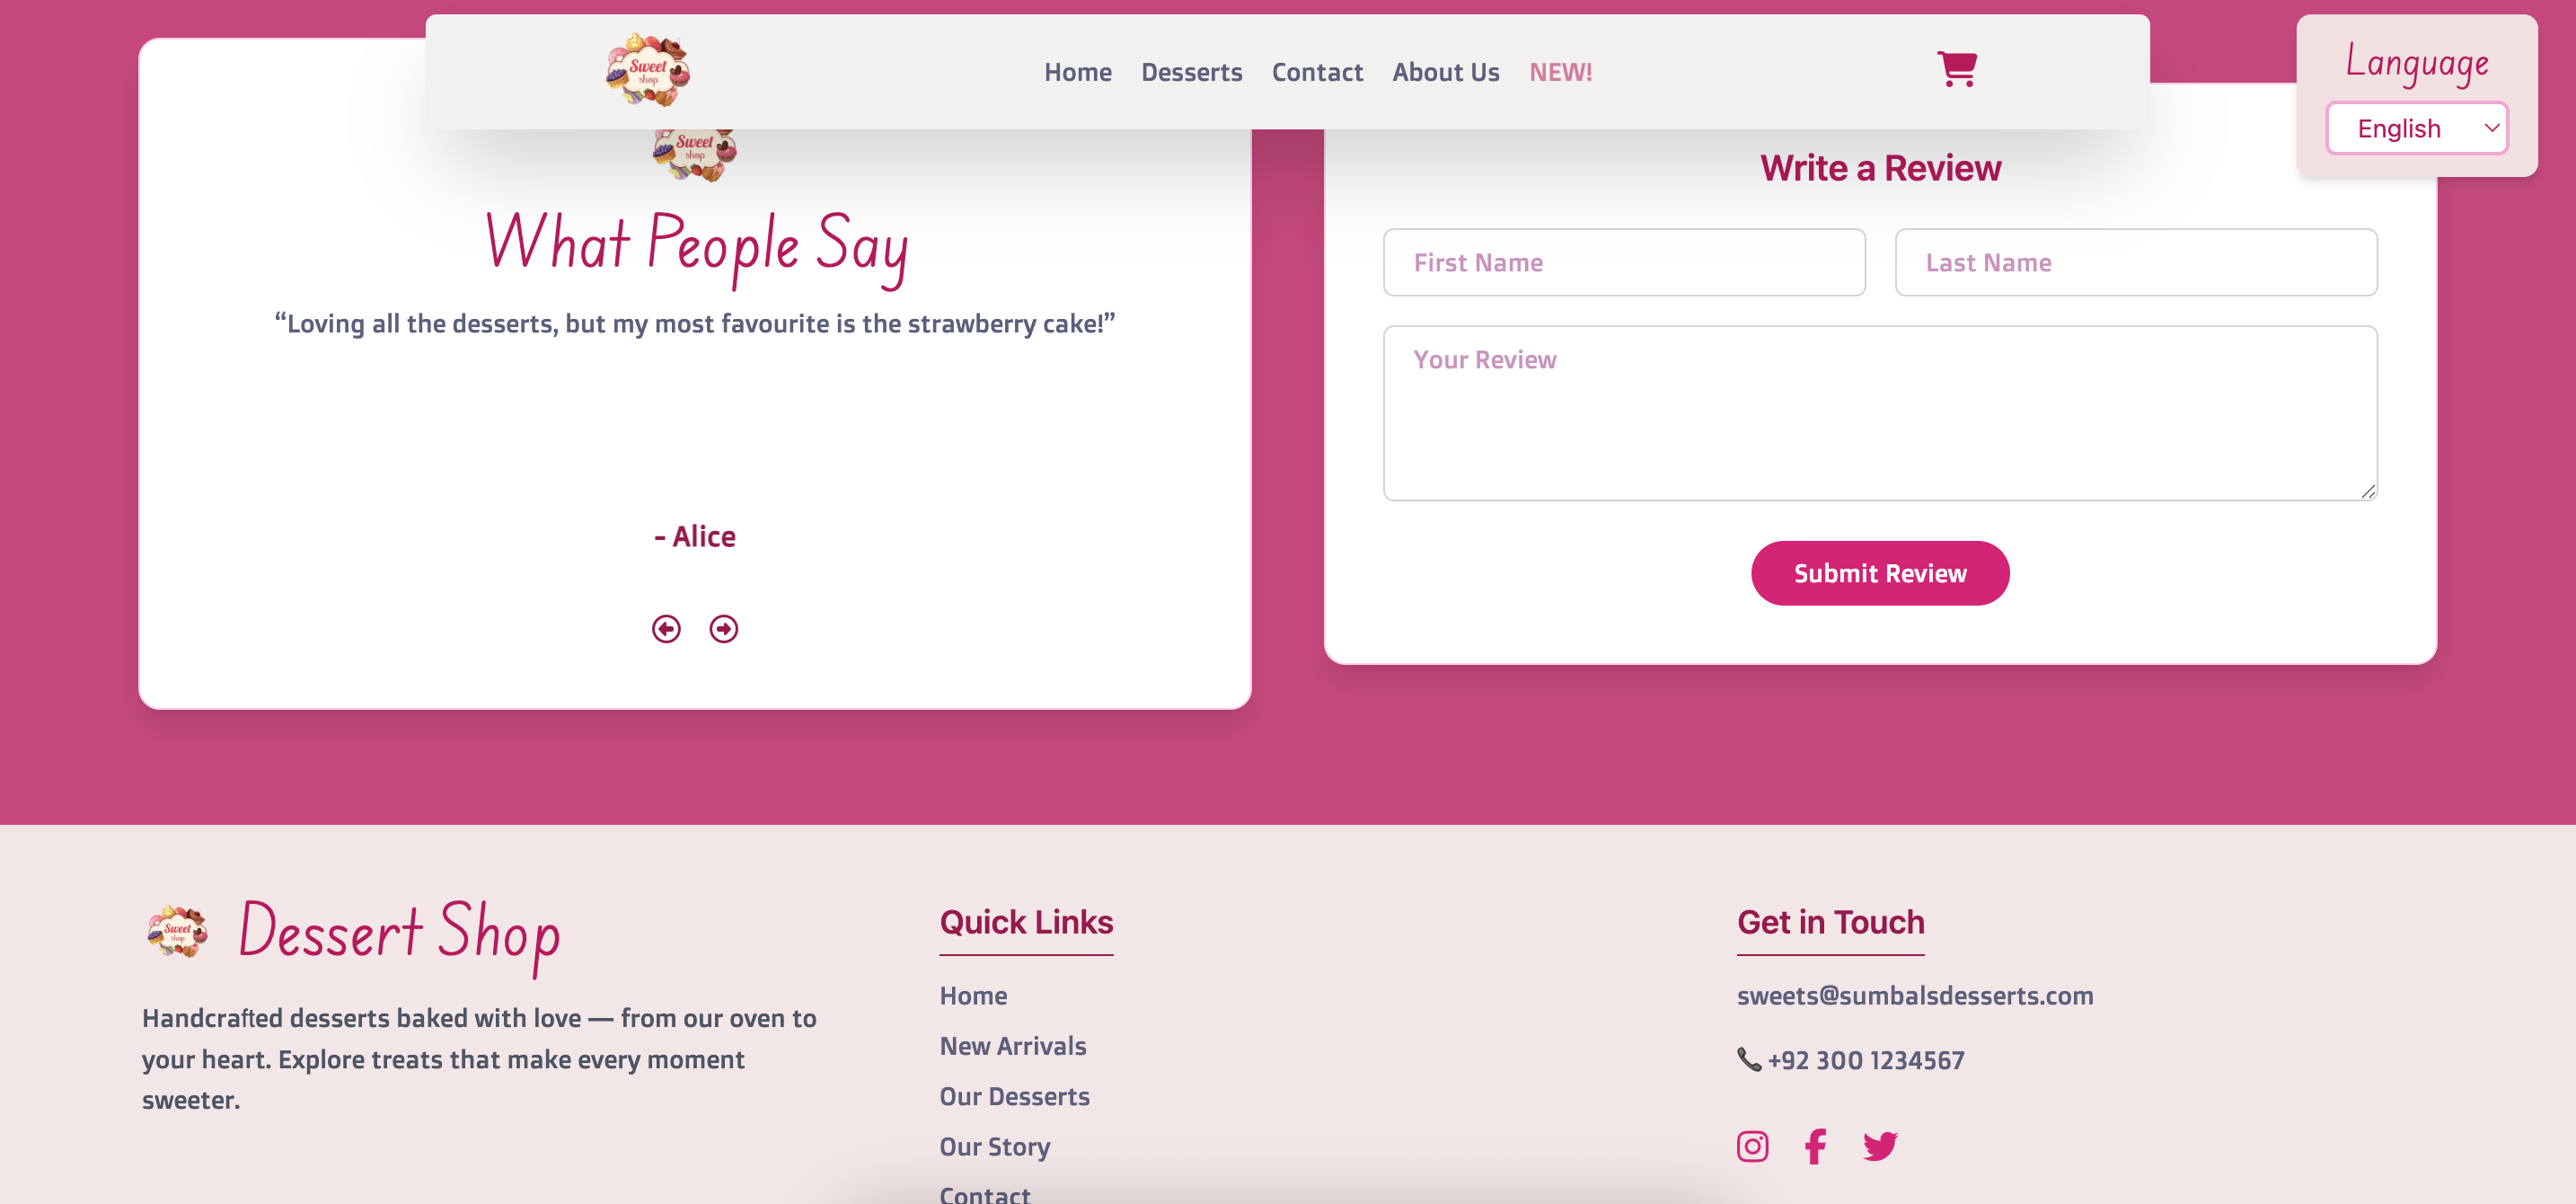 Sweet
shop
Home
Desserts
Contact
About Us
NEW!
Language
English
Sweet
shop
What People Say
“Loving all the desserts, but my most favourite is the strawberry cake!”
- Alice
Write a Review
First Name
Last Name
Your Review
Submit Review
Sweet
shop
Dessert Shop
Handcrafted desserts baked with love — from our oven to
your heart. Explore treats that make every moment
sweeter.
Quick Links
Home
New Arrivals
Our Desserts
Our Story
Contact
Get in Touch
sweets@sumbalsdesserts.com
+92 300 1234567